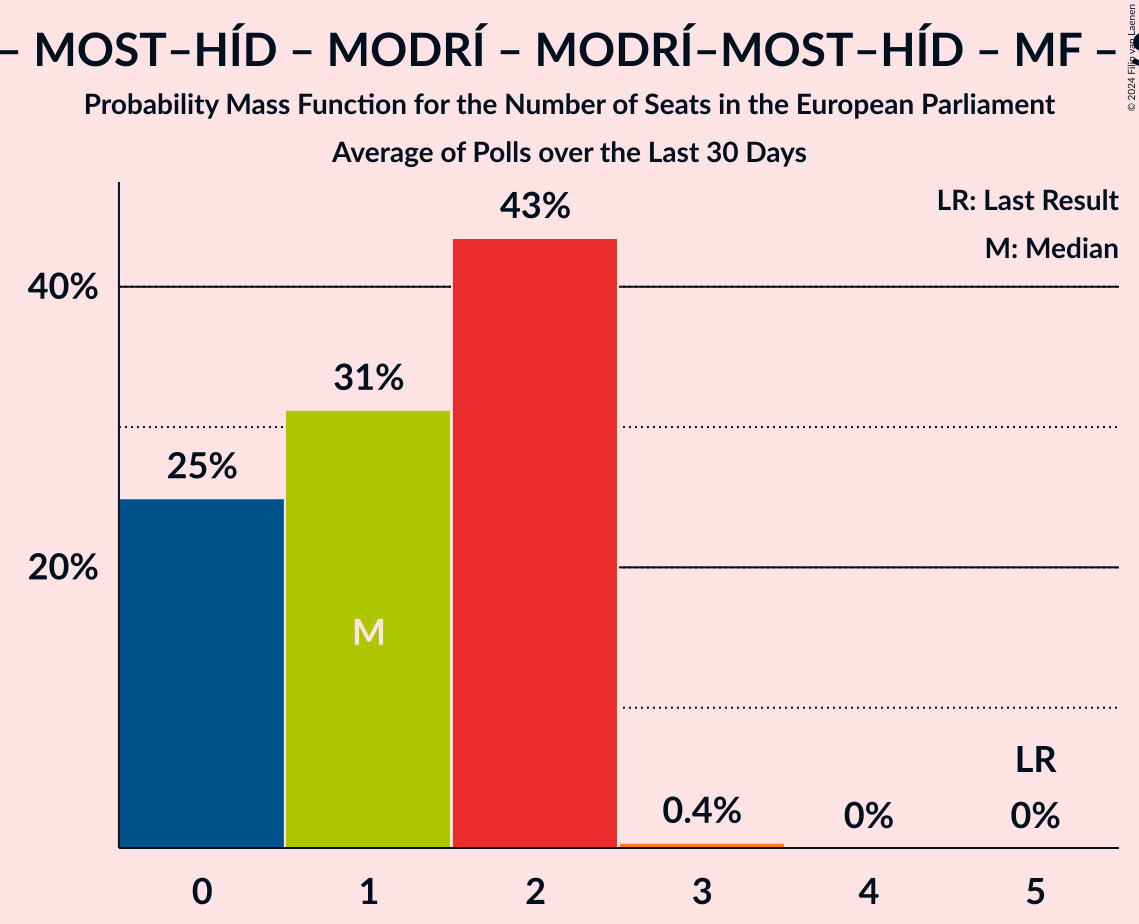 – MOST–HÍD – MODRÍ – MODRÍ–MOST–HÍD – MF –
Probability Mass Function for the Number of Seats in the European Parliament
Average of Polls over the Last 30 Days
© 2024 Filip van Laenen
LR: Last Result
M: Median
43%
40%
31%
25%
20%
M
LR
0.4%
0%
0%
0 1 2 3 4 5